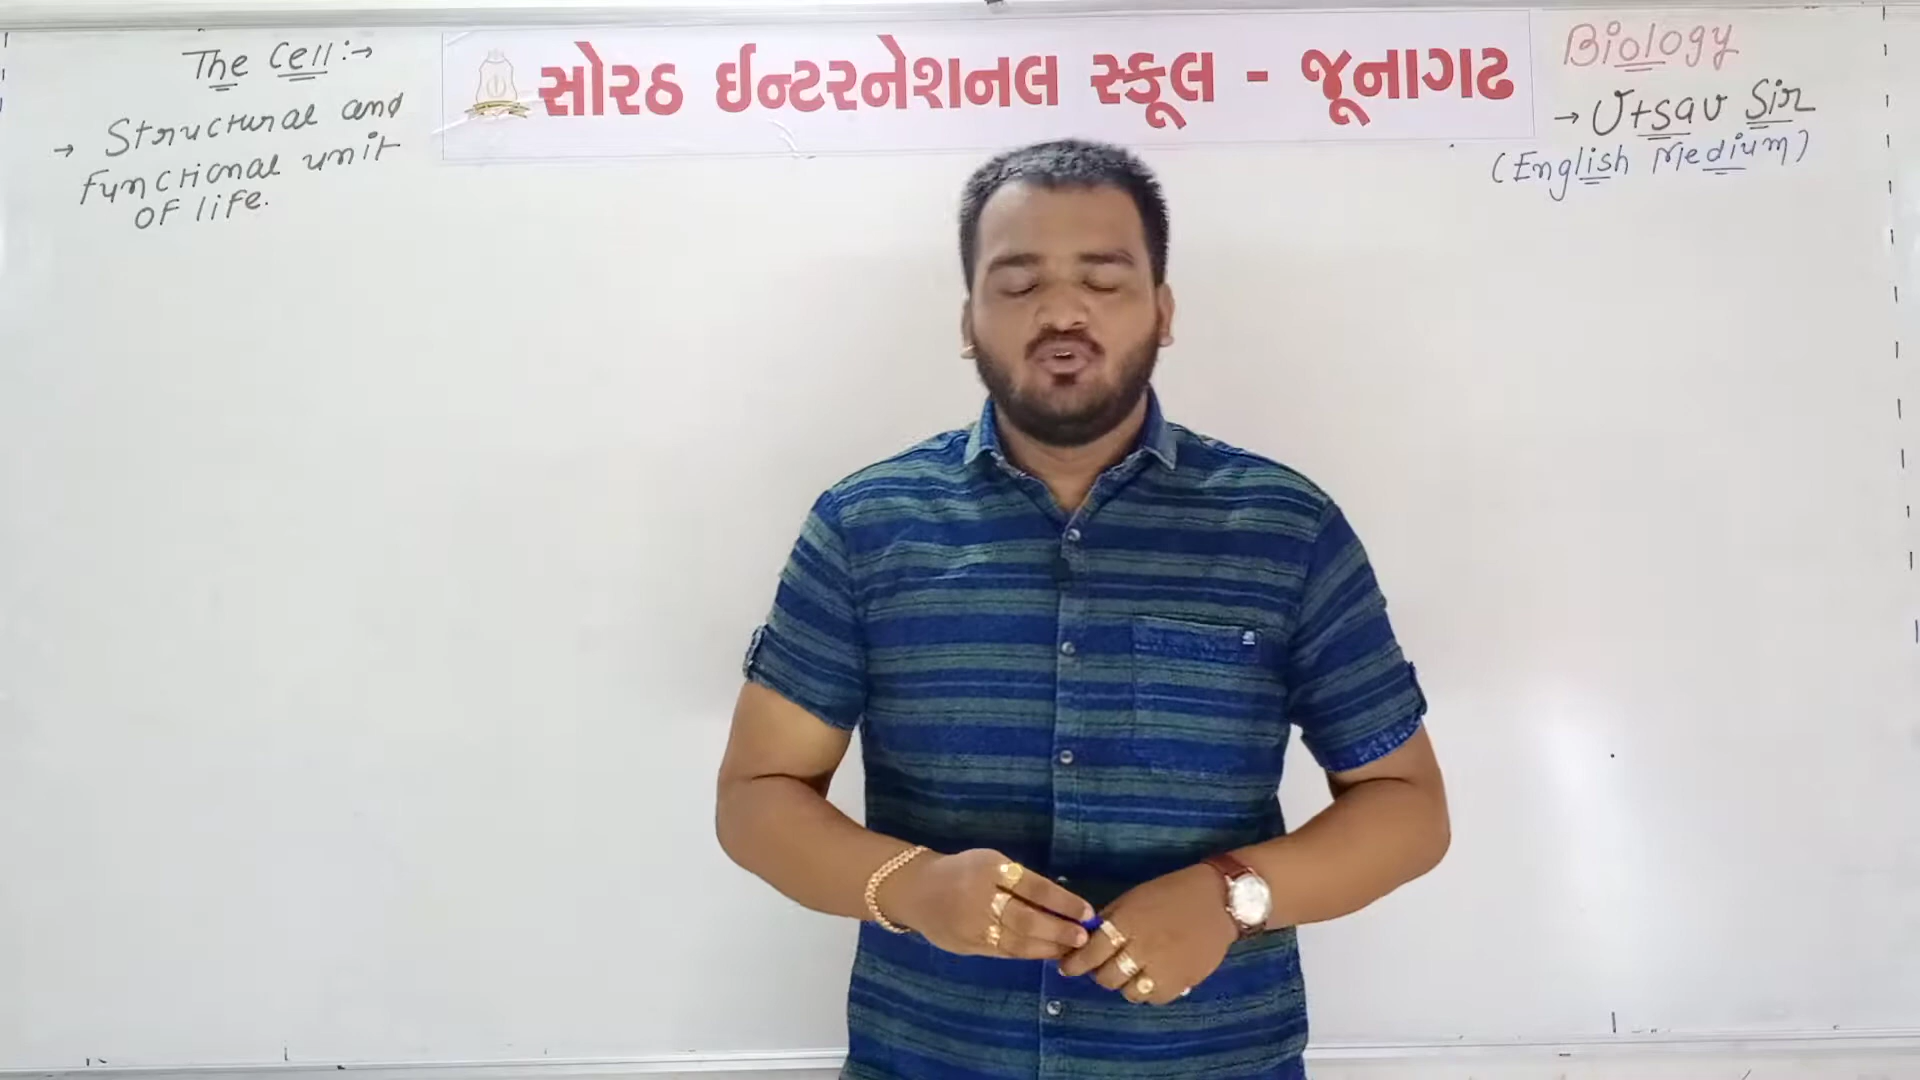 The Cell:→
→ Structural and
Functional unit
OF life.
સોરઠ ઈન્ટરનેશનલ સ્કૂલ - જૂનાગઢ
Biology
→ Utsav Sir
(English Medium)